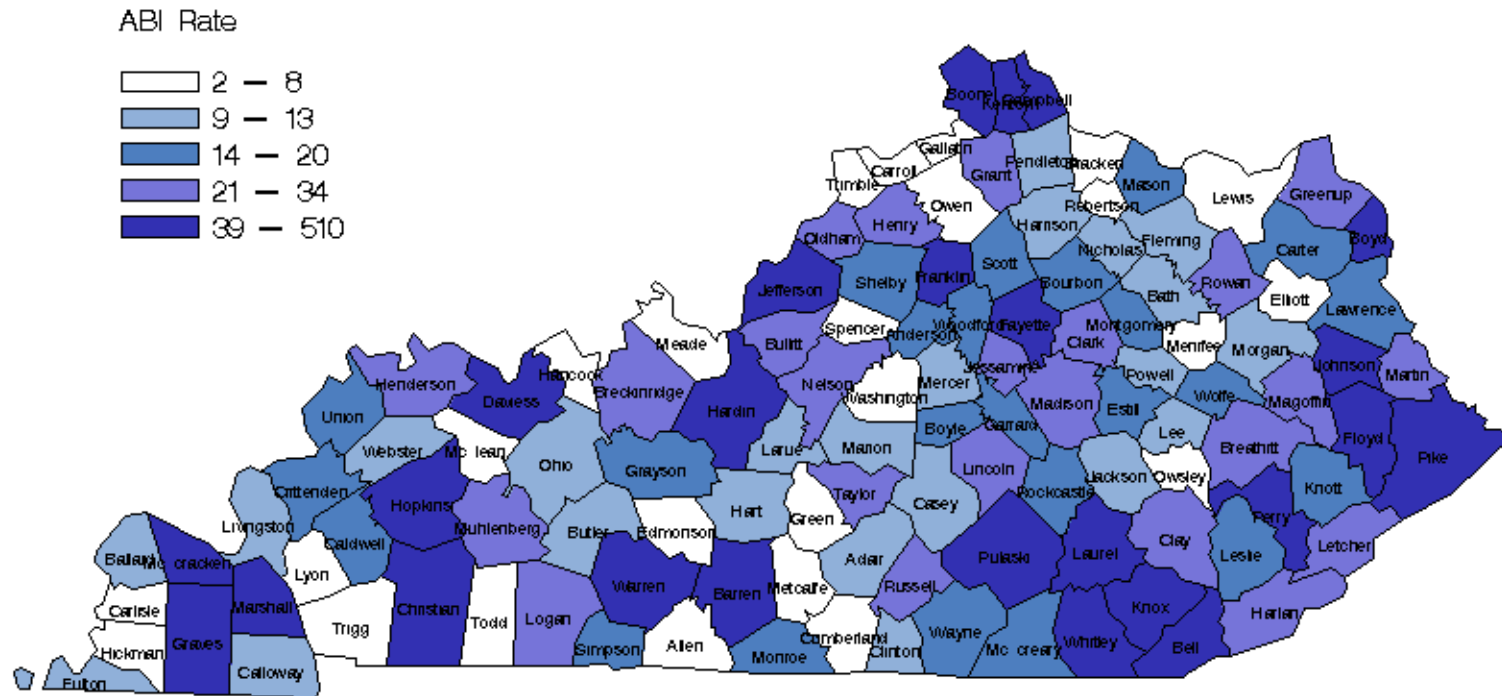 ABI Rate
2 — 8
9 — 13
14 — 20
21 — 34
39 — 510
Boone
Kenton
Campbell
Gallatin
Carroll
Trimble
Grant
Pendleton
Bracken
Mason
Lewis
Greenup
Owen
Robertson
Oldham
Henry
Harrison
Nicholas
Fleming
Boyd
Carter
Jefferson
Shelby
Franklin
Scott
Bourbon
Bath
Rowan
Elliott
Lawrence
Spencer
Anderson
Woodford
Fayette
Clark
Montgomery
Menifee
Morgan
Meade
Bullitt
Jessamine
Powell
Johnson
Martin
Hancock
Henderson
Daviess
Breckinridge
Nelson
Washington
Mercer
Madison
Estill
Wolfe
Magoffin
Union
Hardin
Boyle
Garrard
Lee
Breathitt
Floyd
Pike
Webster
Mc lean
Ohio
Grayson
Larue
Marion
Lincoln
Jackson
Owsley
Knott
Crittenden
Hopkins
Muhlenberg
Butler
Edmonson
Hart
Green
Taylor
Casey
Rockcastle
Perry
Livingston
Caldwell
Ballard
Mc cracken
Lyon
Adair
Pulaski
Laurel
Clay
Leslie
Letcher
Carlisle
Marshall
Christian
Todd
Logan
Warren
Barren
Metcalfe
Russell
Knox
Harlan
Hickman
Graves
Trigg
Simpson
Allen
Monroe
Cumberland
Clinton
Wayne
Mc creary
Whitley
Bell
Fulton
Calloway